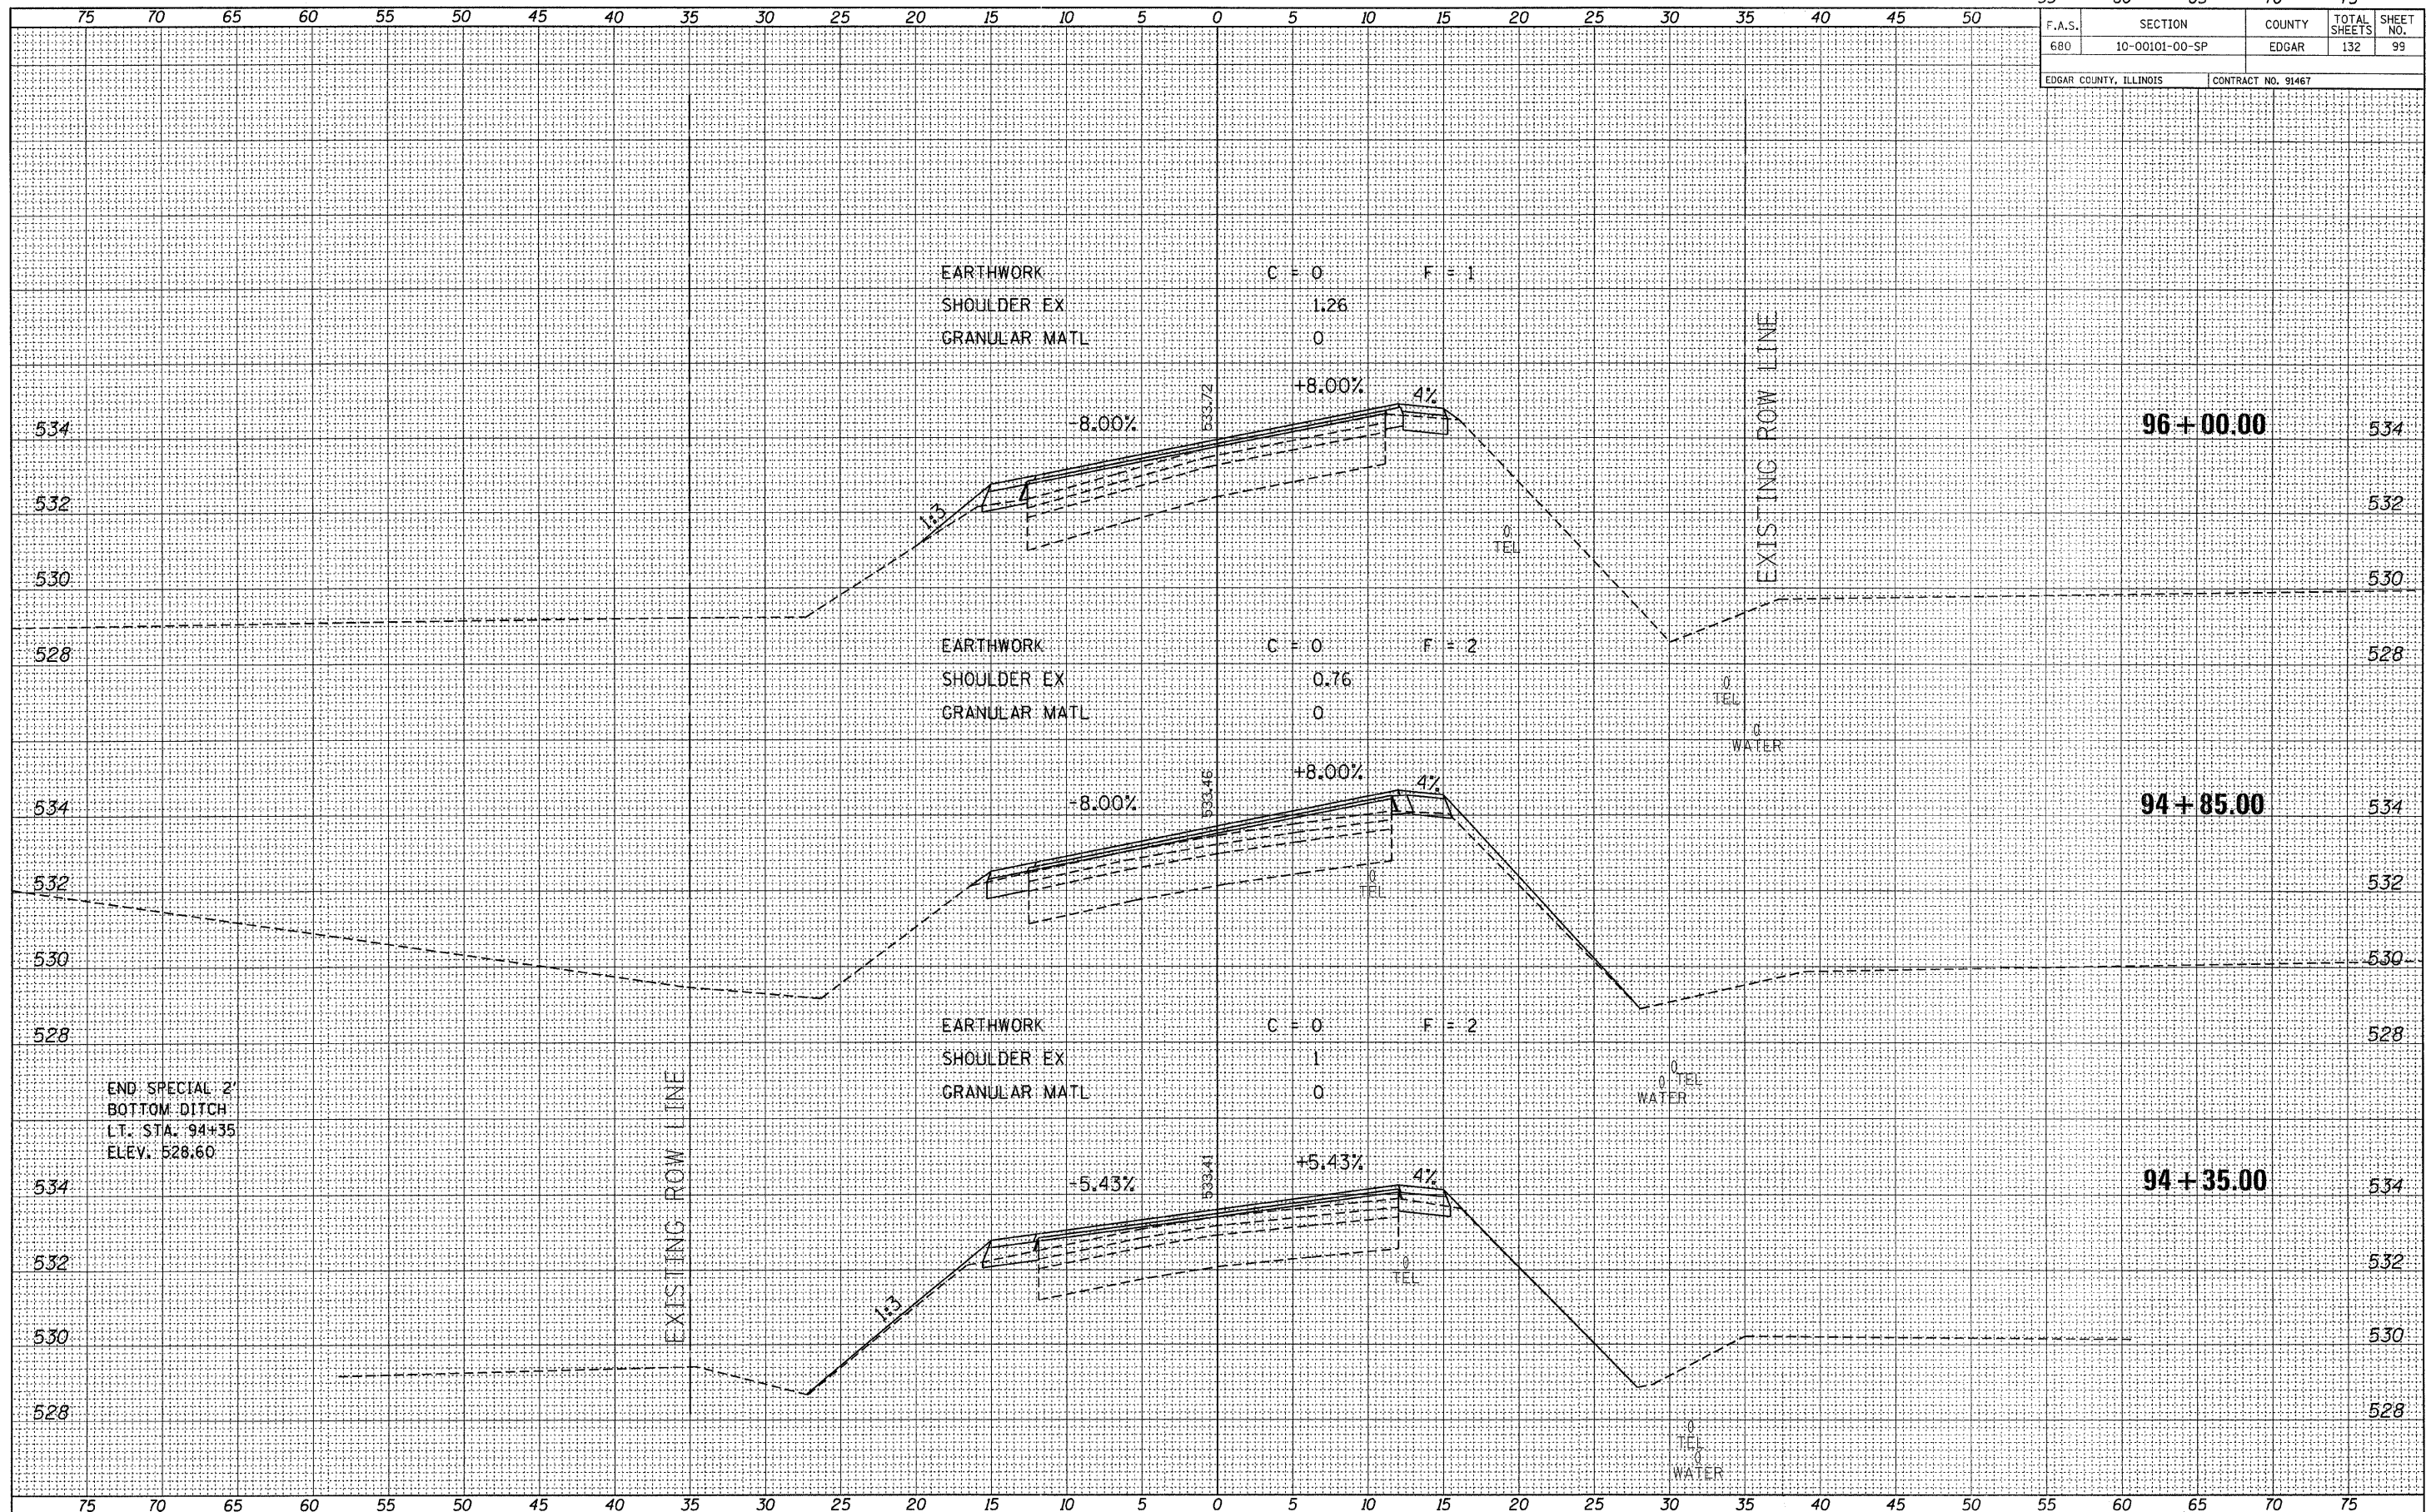 75 70 65 60 55 50 45 40 35 30 25 20 15 10 5 0 5 10 15 20 25 30 35 40 45 50
F.A.S. SECTION COUNTY TOTAL SHEETS SHEET NO.
680 10-00101-00-SP EDGAR 132 99
EDGAR COUNTY, ILLINOIS CONTRACT NO. 91467
EARTHWORK C = 0 F = 1
SHOULDER EX 1.26
GRANULAR MATL 0
-8.00% 533.72 +8.00% 4%
534 96+00.00 534
532 1:3 532
TEL
EXISTING ROW LINE
530 530
528 528
EARTHWORK C = 0 F = 2
SHOULDER EX 0.76
GRANULAR MATL 0
TEL
WATER
-8.00% 533.46 +8.00% 4%
534 94+85.00 534
532 532
TEL
530 530
528 528
EARTHWORK C = 0 F = 2
SHOULDER EX 1
GRANULAR MATL 0
TEL
WATER
END SPECIAL 2'
BOTTOM DITCH
LT. STA. 94+35
ELEV. 528.60
EXISTING ROW LINE
-5.43% 533.41 +5.43% 4%
534 94+35.00 534
532 532
TEL
1:3
530 530
528 528
TEL
WATER
75 70 65 60 55 50 45 40 35 30 25 20 15 10 5 0 5 10 15 20 25 30 35 40 45 50 55 60 65 70 75